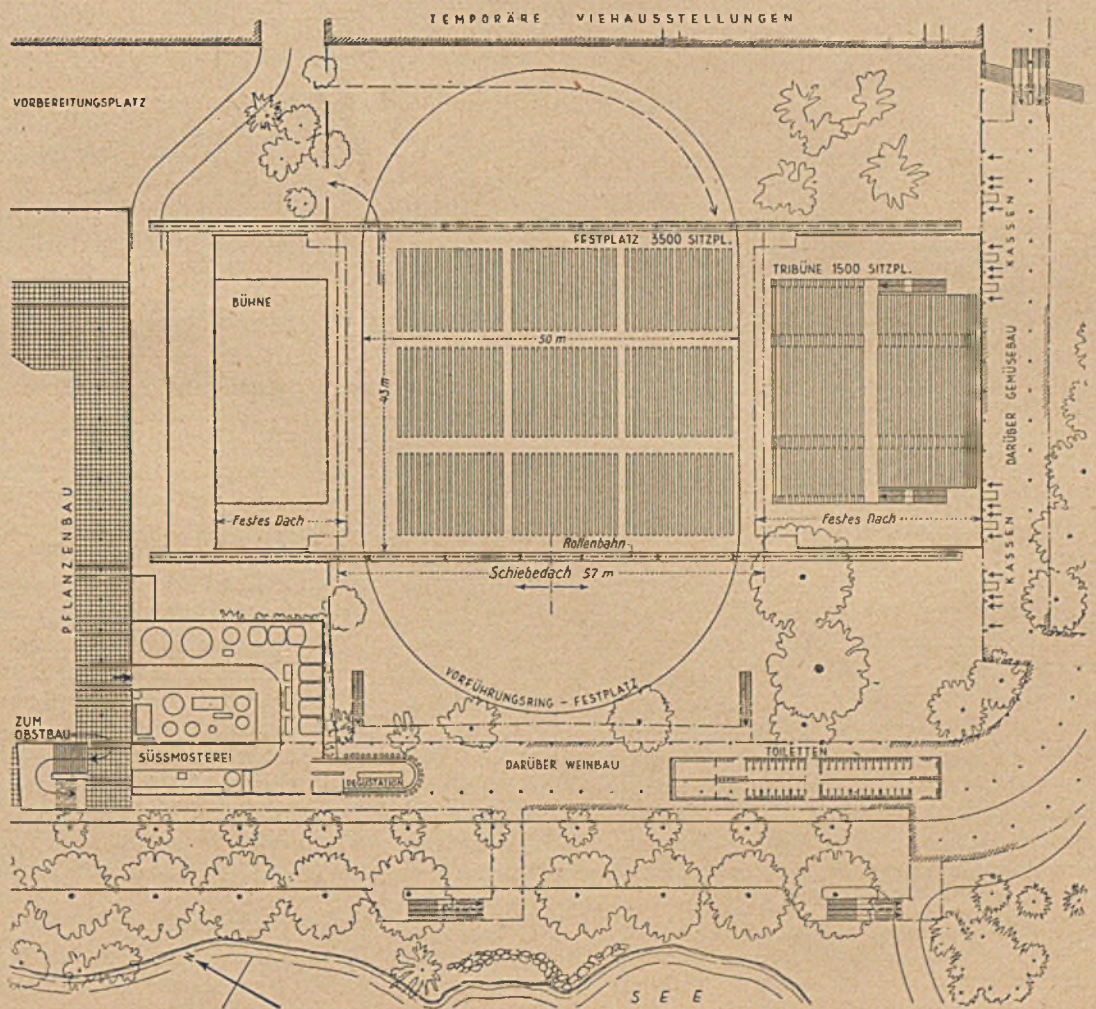 TEMPORÄRE VIEHAUSSTELLUNGEN
VORBEREITUNGSPLATZ
FESTPLATZ 3500 SITZPL.
TRIBÜNE 1500 SITZPL.
BÜHNE
50 m
43 m
KASSEN
DARÜBER GEMÜSEBAU
KASSEN
Festes Dach
Festes Dach
Rollenbahn
Schiebedach 57 m
PFLANZENBAU
VORFÜHRUNGSRING - FESTPLATZ
ZUM
OBSTBAU
SÜSSMOSTEREI
DEGUSTATION
DARÜBER WEINBAU
TOILETTEN
N
SEE